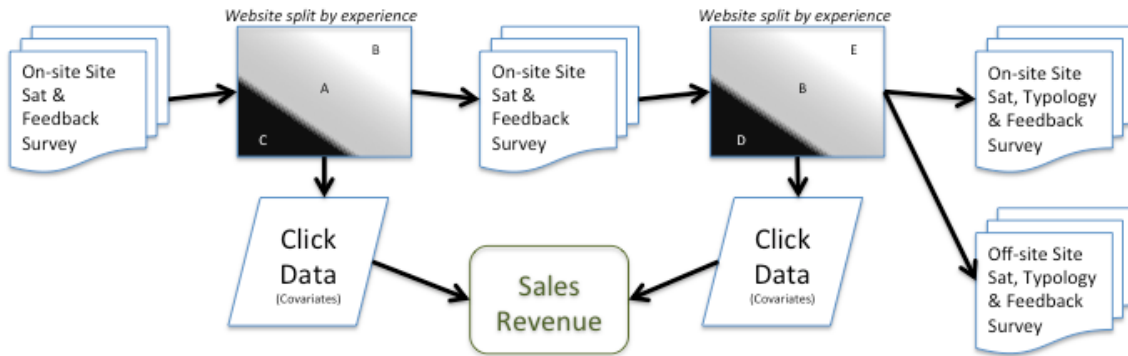 Website split by experience
Website split by experience
On-site Site
Sat &
Feedback
Survey
B
A
C
On-site Site
Sat &
Feedback
Survey
E
B
D
On-site Site
Sat, Typology
& Feedback
Survey
Click
Data
(Covariates)
Sales
Revenue
Click
Data
(Covariates)
Off-site Site
Sat, Typology
& Feedback
Survey